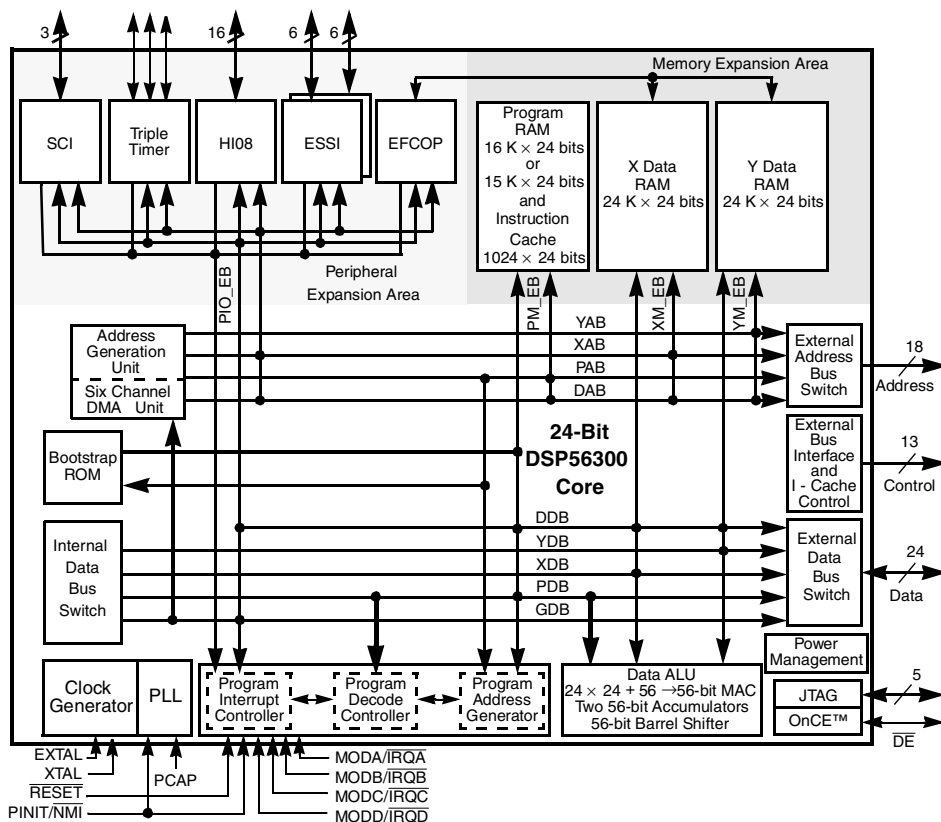 3
16
6
6
Memory Expansion Area
SCI
Triple
Timer
HI08
ESSI
EFCOP
Program
RAM
16 K × 24 bits
or
15 K × 24 bits
and
Instruction
Cache
1024 × 24 bits
X Data
RAM
24 K × 24 bits
Y Data
RAM
24 K × 24 bits
Peripheral
Expansion Area
PIO_EB
PM_EB
XM_EB
YM_EB
Address
Generation
Unit
Six Channel
DMA Unit
YAB
XAB
PAB
DAB
External
Address
Bus
Switch
18
Address
Bootstrap
ROM
24-Bit
DSP56300
Core
External
Bus
Interface
and
I - Cache
Control
13
Control
Internal
Data
Bus
Switch
DDB
YDB
XDB
PDB
GDB
External
Data
Bus
Switch
24
Data
Power
Management
Clock
Generator
PLL
Program
Interrupt
Controller
Program
Decode
Controller
Program
Address
Generator
Data ALU
24 × 24 + 56 →56-bit MAC
Two 56-bit Accumulators
56-bit Barrel Shifter
JTAG
OnCE™
5
DE
EXTAL
XTAL
RESET
PINIT/NMI
PCAP
MODA/IRQA
MODB/IRQB
MODC/IRQC
MODD/IRQD